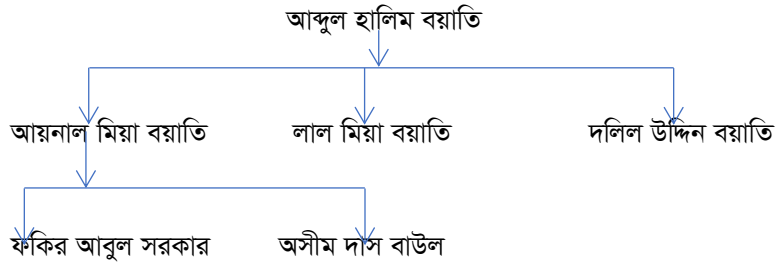 আব্দুল হালিম বয়াতি
আয়নাল মিয়া বয়াতি লাল মিয়া বয়াতি দলিল উদ্দিন বয়াতি
ফকির আবুল সরকার অসীম দাস বাউল